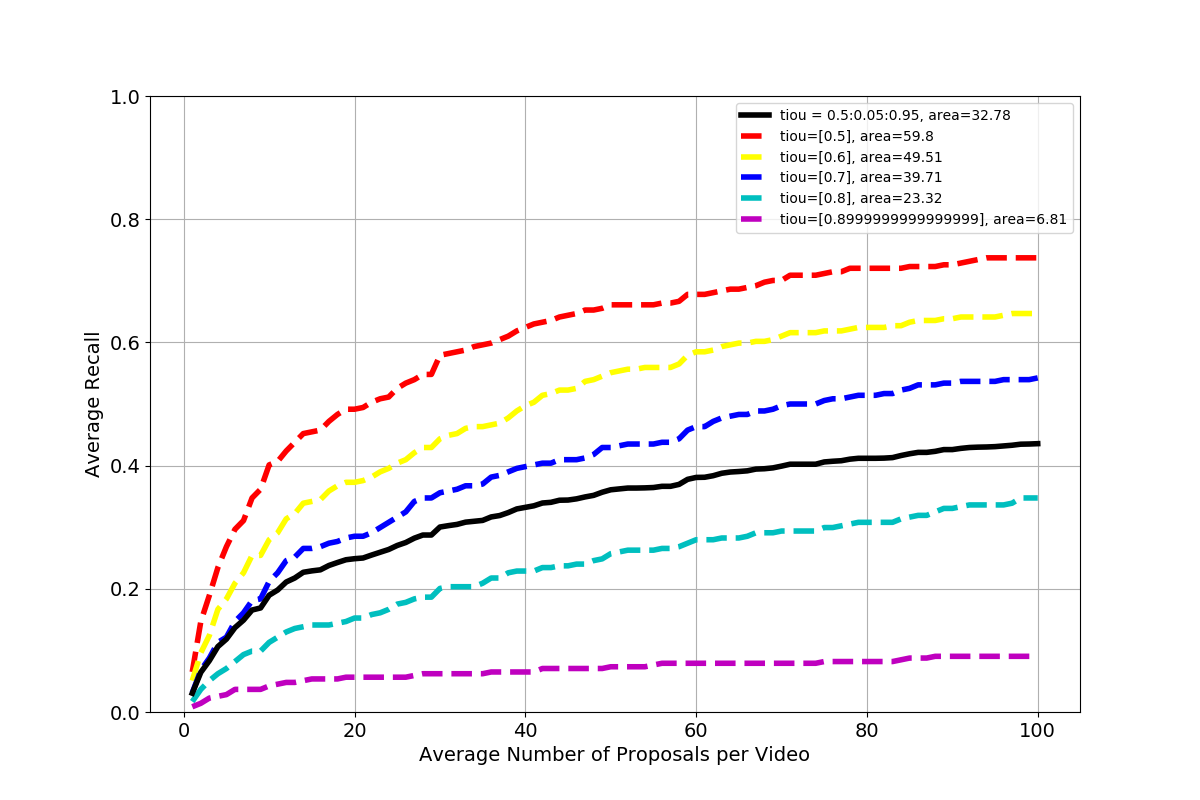 1.0
0.8
0.6
0.4
0.2
0.0
Average Recall
tiou = 0.5:0.05:0.95, area=32.78
tiou=[0.5], area=59.8
tiou=[0.6], area=49.51
tiou=[0.7], area=39.71
tiou=[0.8], area=23.32
tiou=[0.8999999999999999], area=6.81
0 20 40 60 80 100
Average Number of Proposals per Video